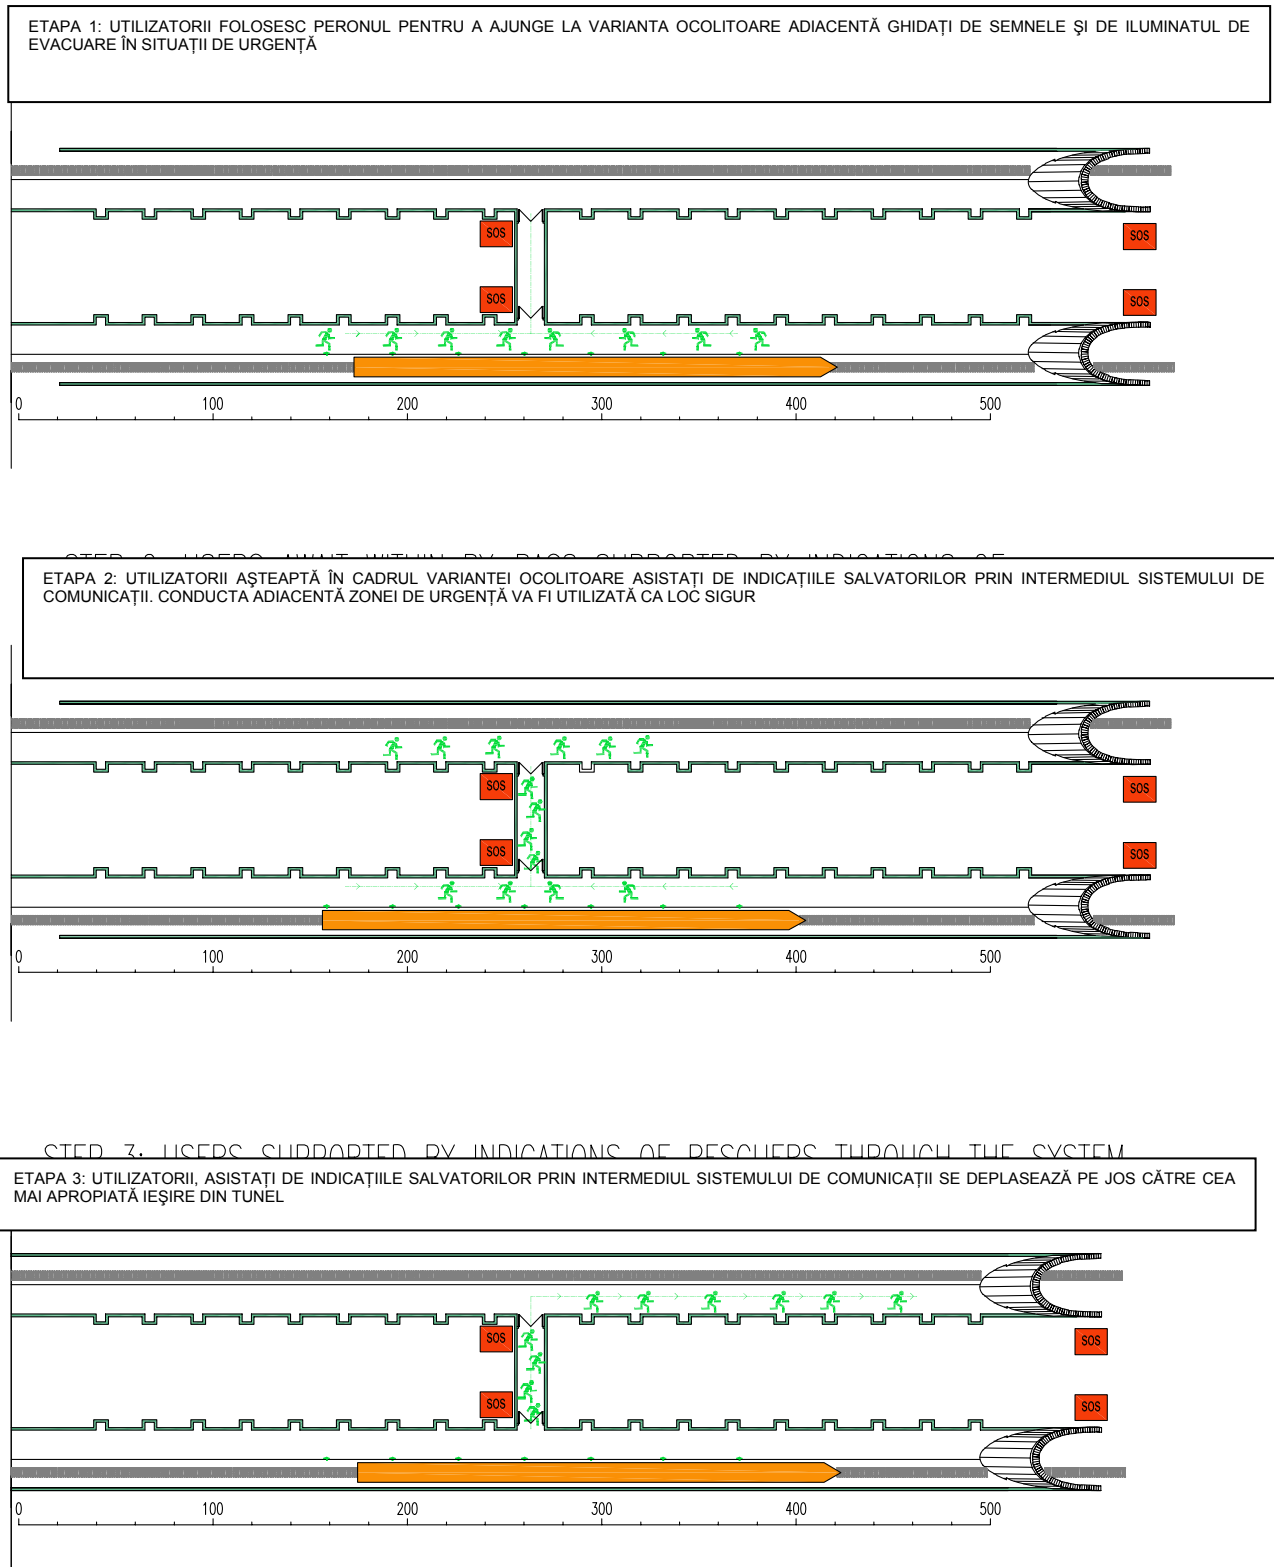 ETAPA 1: UTILIZATORII FOLOSESC PERONUL PENTRU A AJUNGE LA VARIANTA OCOLITOARE ADIACENTĂ GHIDAȚI DE SEMNELE ŞI DE ILUMINATUL DE
EVACUARE ÎN SITUAȚII DE URGENȚĂ
SOS
SOS
SOS
SOS
0 100 200 300 400 500
ETAPA 2: UTILIZATORII AŞTEAPTĂ ÎN CADRUL VARIANTEI OCOLITOARE ASISTAȚI DE INDICAȚIILE SALVATORILOR PRIN INTERMEDIUL SISTEMULUI DE
COMUNICAȚII. CONDUCTA ADIACENTĂ ZONEI DE URGENȚĂ VA FI UTILIZATĂ CA LOC SIGUR
SOS
SOS
SOS
SOS
0 100 200 300 400 500
STEP 3: USERS SUPPORTED BY INDICATIONS OF RESCUERS THROUGH THE SYSTEM
ETAPA 3: UTILIZATORII, ASISTAȚI DE INDICAȚIILE SALVATORILOR PRIN INTERMEDIUL SISTEMULUI DE COMUNICAȚII SE DEPLASEAZĂ PE JOS CĂTRE CEA
MAI APROPIATĂ IEŞIRE DIN TUNEL
SOS
SOS
SOS
SOS
0 100 200 300 400 500